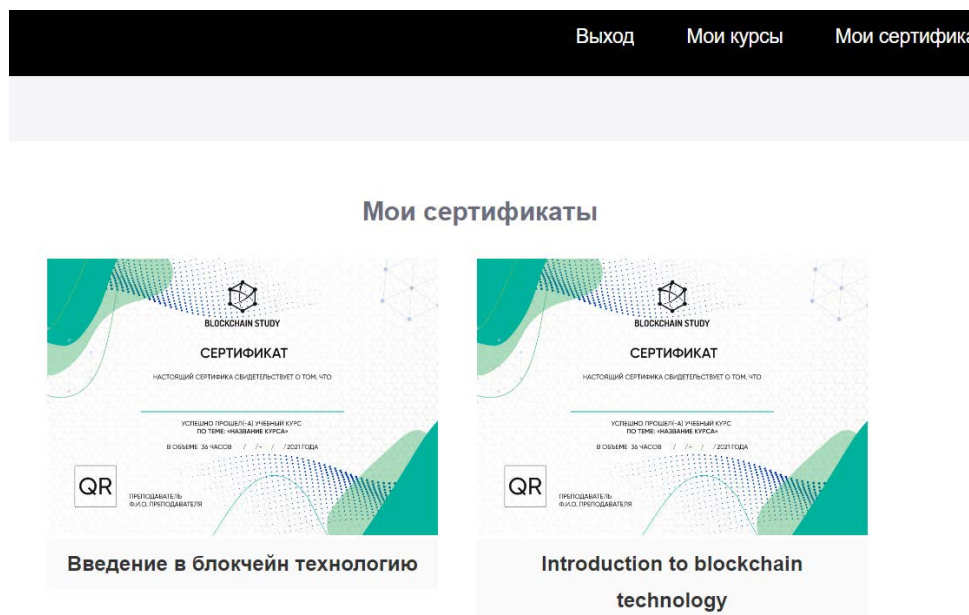 Выход Мои курсы Мои сертифика
Мои сертификаты
BLOCKCHAIN STUDY
СЕРТИФИКАТ
НАСТОЯЩИЙ СЕРТИФИКА СВИДЕТЕЛЬСТВУЕТ О ТОМ, ЧТО
УСПЕШНО ПРОШЕЛ(-А) УЧЕБНЫЙ КУРС
ПО ТЕМЕ: «НАЗВАНИЕ КУРСА»
В ОБЪЕМЕ 36 ЧАСОВ / /- / / 2021 ГОДА
QR
ПРЕПОДАВАТЕЛЬ
Ф.И.О. ПРЕПОДАВАТЕЛЯ
Введение в блокчейн технологию
BLOCKCHAIN STUDY
СЕРТИФИКАТ
НАСТОЯЩИЙ СЕРТИФИКА СВИДЕТЕЛЬСТВУЕТ О ТОМ, ЧТО
УСПЕШНО ПРОШЕЛ(-А) УЧЕБНЫЙ КУРС
ПО ТЕМЕ: «НАЗВАНИЕ КУРСА»
В ОБЪЕМЕ 36 ЧАСОВ / /- / / 2021 ГОДА
QR
ПРЕПОДАВАТЕЛЬ
Ф.И.О. ПРЕПОДАВАТЕЛЯ
Introduction to blockchain
technology